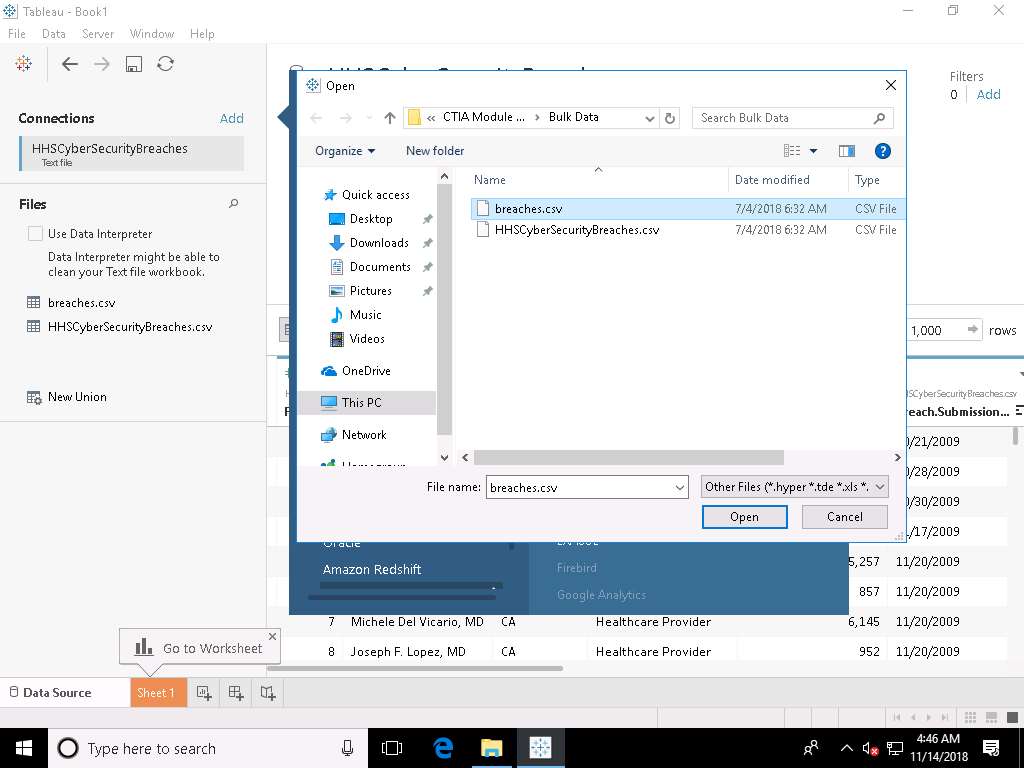 Tableau - Book1
File Data Server Window Help
Connections
Add
HHSCyberSecurityBreaches
Text file
Files
Use Data Interpreter
Data Interpreter might be able to
clean your Text file workbook.
breaches.csv
HHSCyberSecurityBreaches.csv
New Union
Filters
0 Add
Open
« CTIA Module ... › Bulk Data
Search Bulk Data
Organize
New folder
Name
Date modified
Type
Quick access
Desktop
Downloads
Documents
Pictures
Music
Videos
OneDrive
This PC
Network
breaches.csv 7/4/2018 6:32 AM CSV File
HHSCyberSecurityBreaches.csv 7/4/2018 6:32 AM CSV File
File name:
breaches.csv
Other Files (*.hyper *.tde *.xls *.
Open
Cancel
1,000 rows
SCyberSecurityBreaches.csv
each.Submission...
/21/2009
/28/2009
/30/2009
/17/2009
Oracle
Amazon Redshift
Firebird
Google Analytics
5,257 11/20/2009
857 11/20/2009
7 Michele Del Vicario, MD CA Healthcare Provider 6,145 11/20/2009
8 Joseph F. Lopez, MD CA Healthcare Provider 952 11/20/2009
Go to Worksheet
Data Source
Sheet 1
Type here to search
4:46 AM
11/14/2018